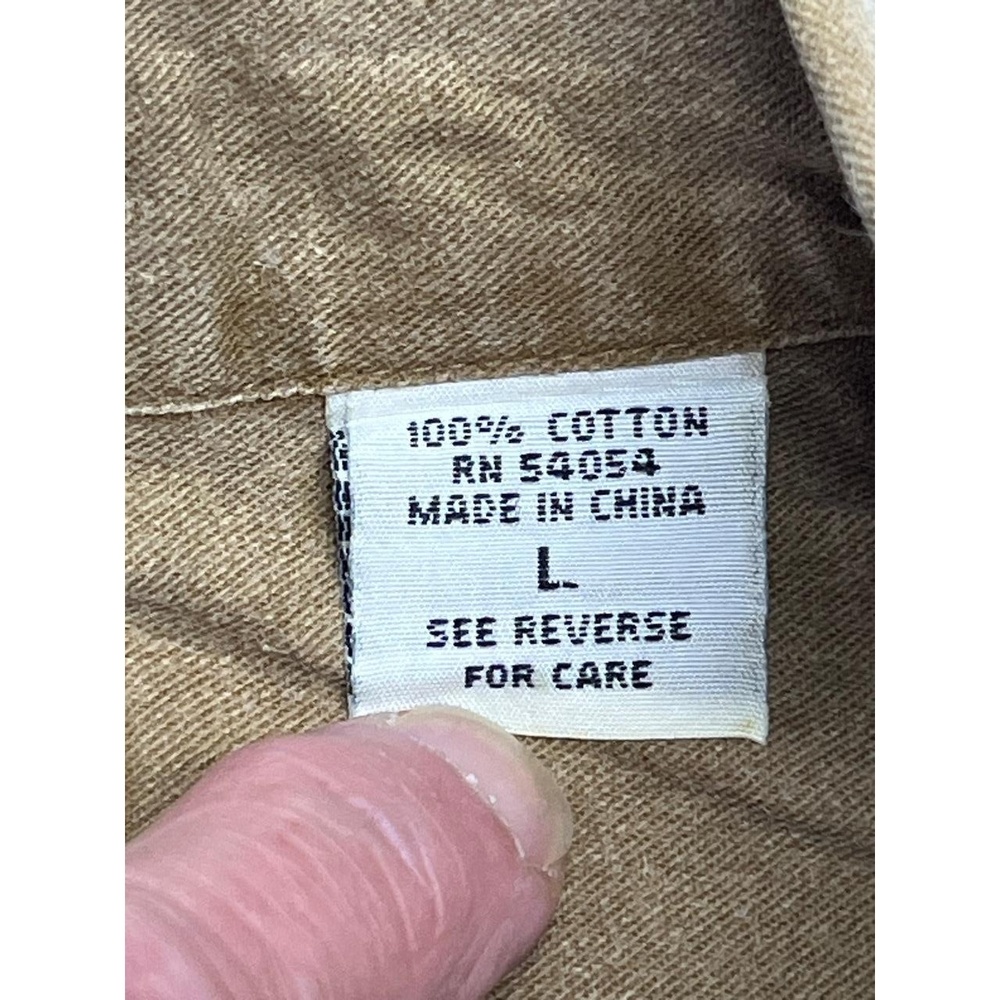 100% COTTON
RN 54054
MADE IN CHINA
L
SEE REVERSE
FOR CARE